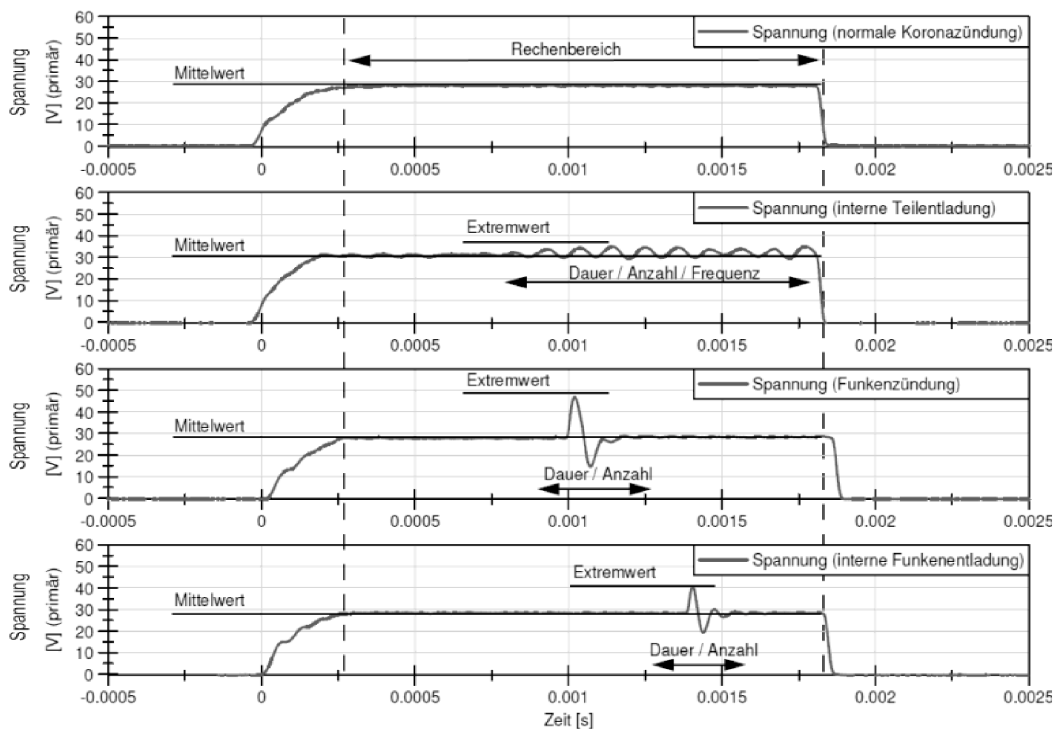 60
50
40
30
20
10
0
Spannung
[V] (primär)
Spannung (normale Koronazündung)
Rechenbereich
Mittelwert
-0.0005
0
0.0005
0.001
0.0015
0.002
0.0025
60
50
40
30
20
10
0
Spannung
[V] (primär)
Spannung (interne Teilentladung)
Extremwert
Mittelwert
Dauer / Anzahl / Frequenz
-0.0005
0
0.0005
0.001
0.0015
0.002
0.0025
60
50
40
30
20
10
0
Spannung
[V] (primär)
Spannung (Funkenzündung)
Extremwert
Mittelwert
Dauer / Anzahl
-0.0005
0
0.0005
0.001
0.0015
0.002
0.0025
60
50
40
30
20
10
0
Spannung
[V] (primär)
Spannung (interne Funkenentladung)
Extremwert
Mittelwert
Dauer / Anzahl
-0.0005
0
0.0005
0.001
0.0015
0.002
0.0025
Zeit [s]